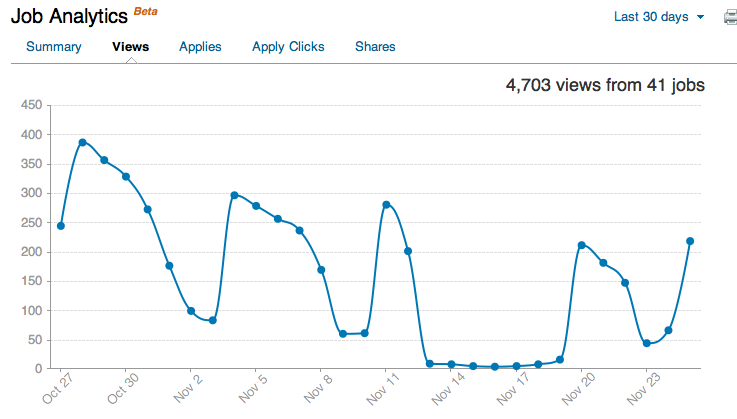 Job Analytics Beta
Last 30 days
Summary Views Applies Apply Clicks Shares
4,703 views from 41 jobs
450
400
350
300
250
200
150
100
50
0
Oct 27 Oct 30 Nov 2 Nov 5 Nov 8 Nov 11 Nov 14 Nov 17 Nov 20 Nov 23